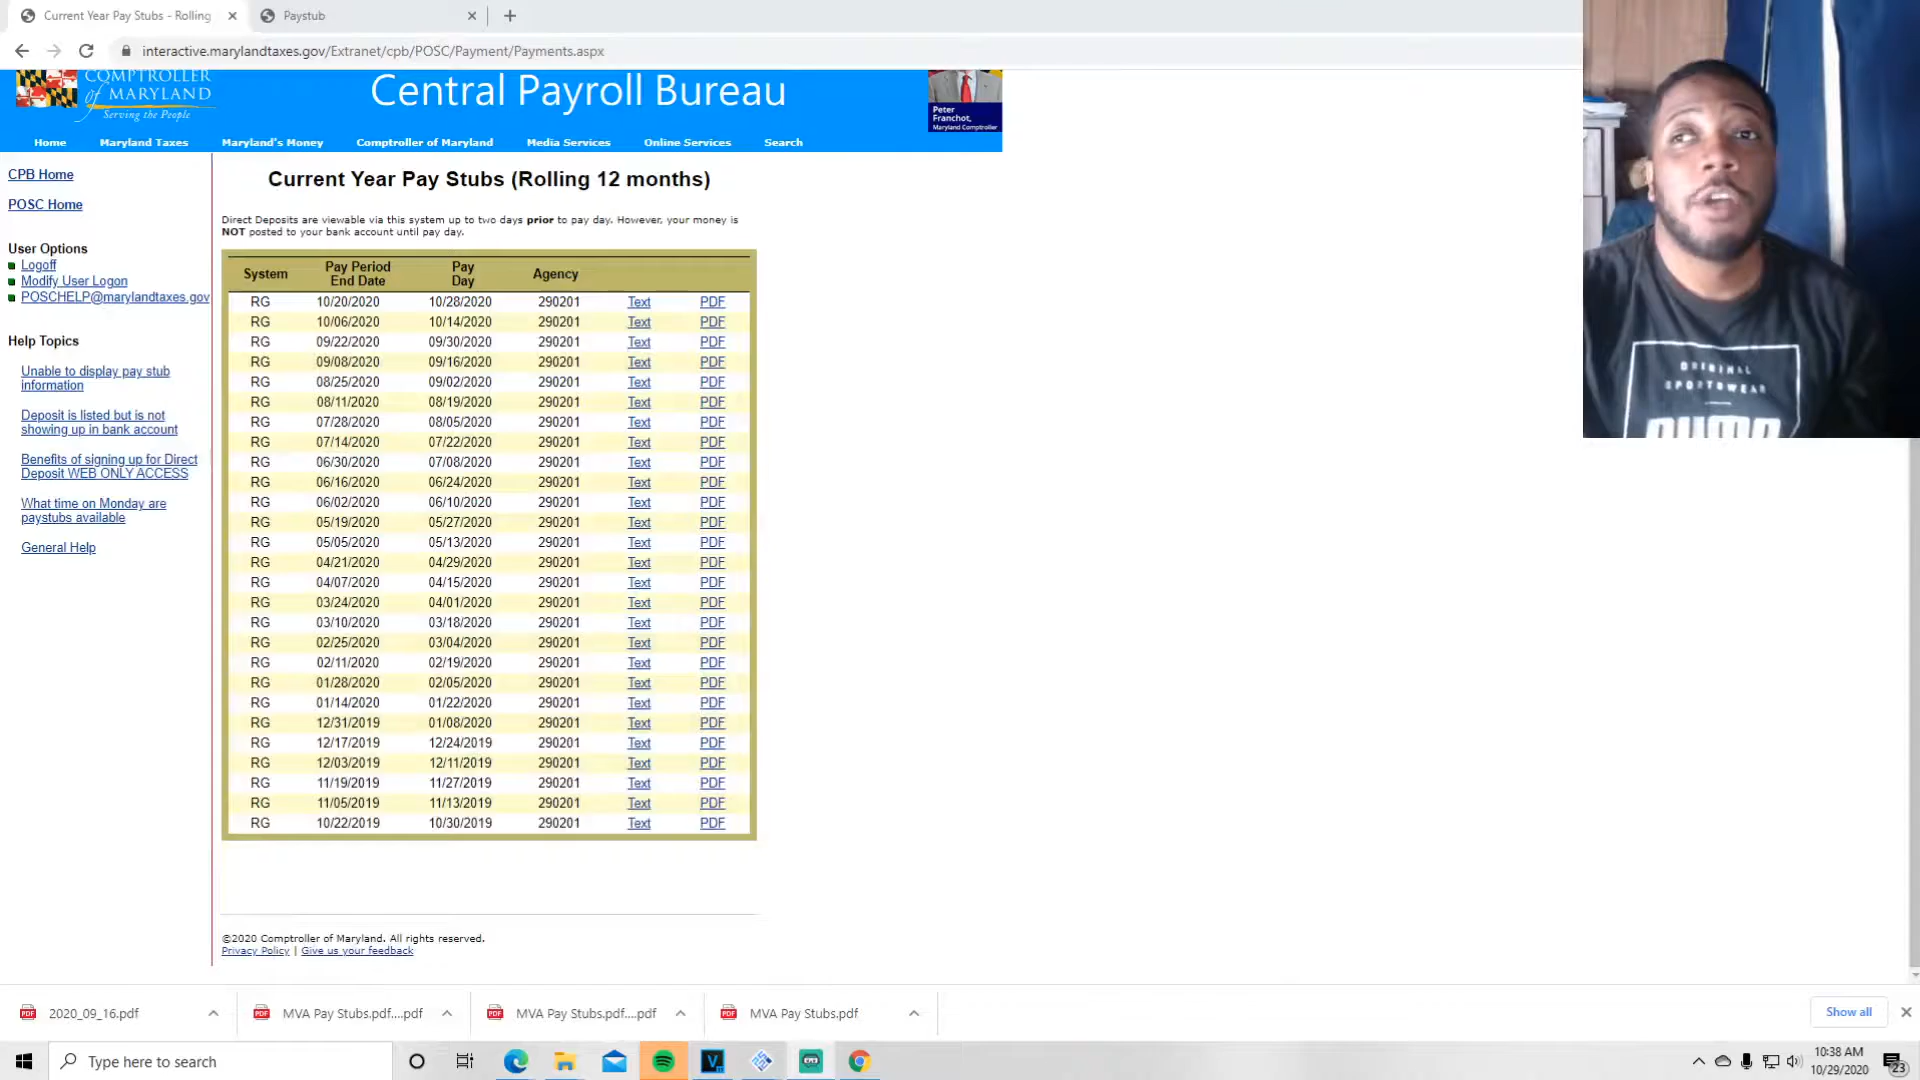 Current Year Pay Stubs - Rolling
Paystub
interactive.marylandtaxes.gov/Extranet/cpb/POSC/Payment/Payments.aspx
COMPTROLLER
of MARYLAND
Serving the People
Central Payroll Bureau
Peter
Franchot,
Maryland Comptroller
Home Maryland Taxes Maryland's Money Comptroller of Maryland Media Services Online Services Search
CPB Home
POSC Home
User Options
Logoff
Modify User Logon
POSCHELP@marylandtaxes.gov
Help Topics
Unable to display pay stub
information
Deposit is listed but is not
showing up in bank account
Benefits of signing up for Direct
Deposit WEB ONLY ACCESS
What time on Monday are
paystubs available
General Help
Current Year Pay Stubs (Rolling 12 months)
Direct Deposits are viewable via this system up to two days prior to pay day. However, your money is
NOT posted to your bank account until pay day.
System Pay Period End Date Pay Day Agency
RG 10/20/2020 10/28/2020 290201 Text PDF
RG 10/06/2020 10/14/2020 290201 Text PDF
RG 09/22/2020 09/30/2020 290201 Text PDF
RG 09/08/2020 09/16/2020 290201 Text PDF
RG 08/25/2020 09/02/2020 290201 Text PDF
RG 08/11/2020 08/19/2020 290201 Text PDF
RG 07/28/2020 08/05/2020 290201 Text PDF
RG 07/14/2020 07/22/2020 290201 Text PDF
RG 06/30/2020 07/08/2020 290201 Text PDF
RG 06/16/2020 06/24/2020 290201 Text PDF
RG 06/02/2020 06/10/2020 290201 Text PDF
RG 05/19/2020 05/27/2020 290201 Text PDF
RG 05/05/2020 05/13/2020 290201 Text PDF
RG 04/21/2020 04/29/2020 290201 Text PDF
RG 04/07/2020 04/15/2020 290201 Text PDF
RG 03/24/2020 04/01/2020 290201 Text PDF
RG 03/10/2020 03/18/2020 290201 Text PDF
RG 02/25/2020 03/04/2020 290201 Text PDF
RG 02/11/2020 02/19/2020 290201 Text PDF
RG 01/28/2020 02/05/2020 290201 Text PDF
RG 01/14/2020 01/22/2020 290201 Text PDF
RG 12/31/2019 01/08/2020 290201 Text PDF
RG 12/17/2019 12/24/2019 290201 Text PDF
RG 12/03/2019 12/11/2019 290201 Text PDF
RG 11/19/2019 11/27/2019 290201 Text PDF
RG 11/05/2019 11/13/2019 290201 Text PDF
RG 10/22/2019 10/30/2019 290201 Text PDF
©2020 Comptroller of Maryland. All rights reserved.
Privacy Policy | Give us your feedback
ORIGINAL
SPORTSWEAR
PUMA
2020_09_16.pdf
MVA Pay Stubs.pdf....pdf
MVA Pay Stubs.pdf....pdf
MVA Pay Stubs.pdf
Show all
Type here to search
10:38 AM
10/29/2020
23